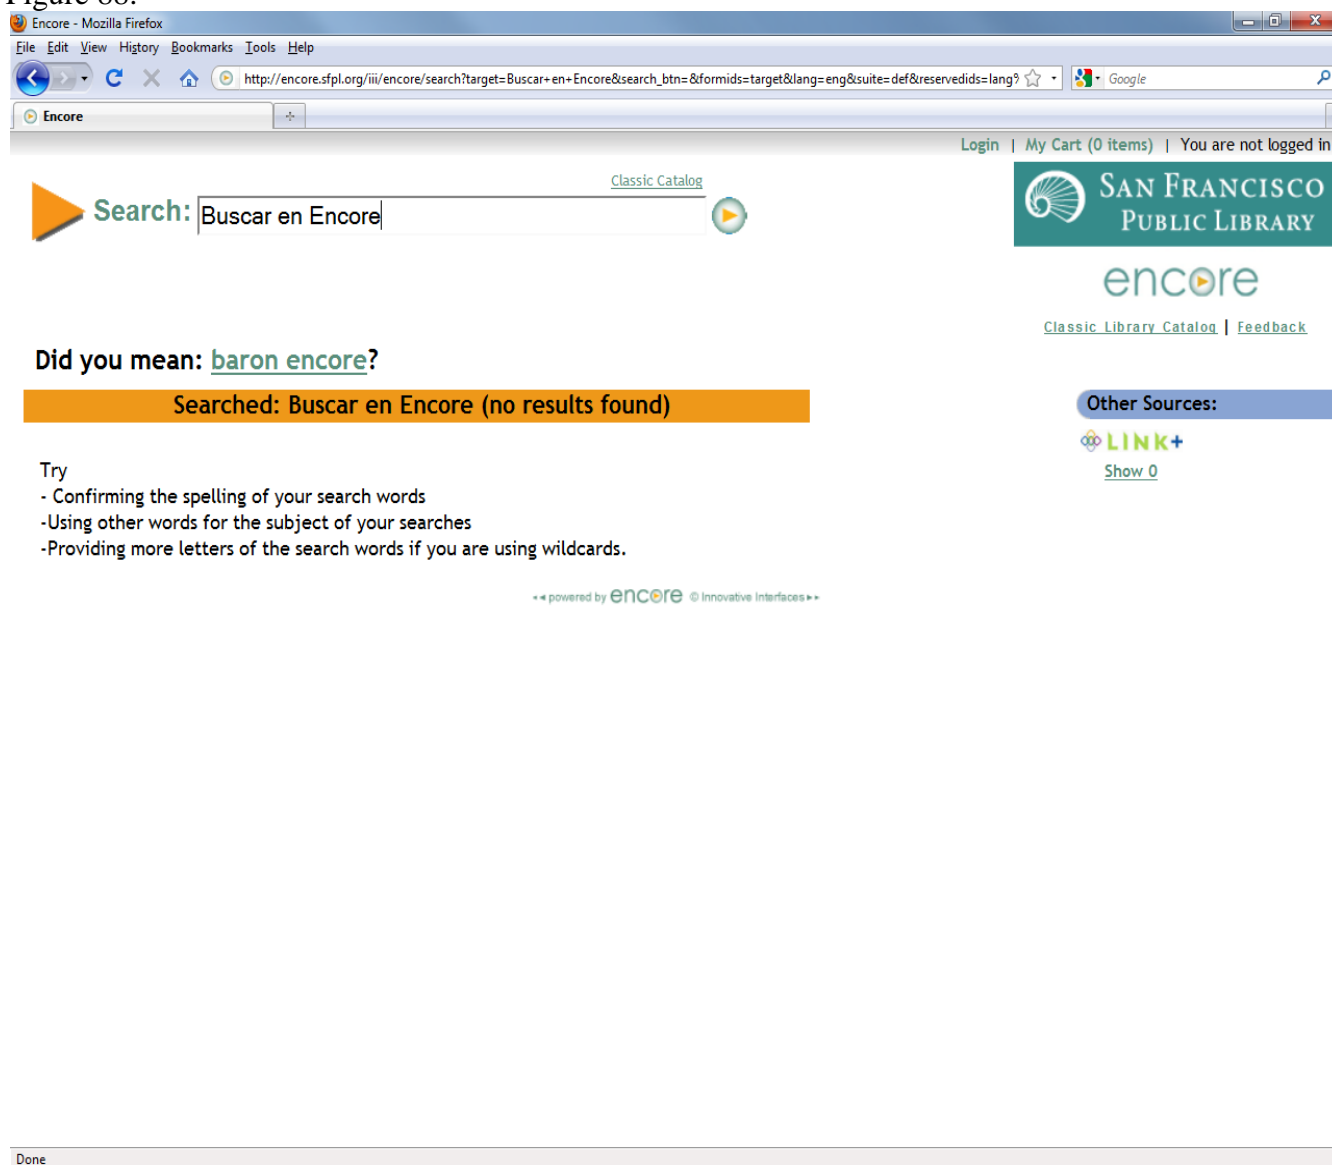 Figure 88.
Encore - Mozilla Firefox
File Edit View History Bookmarks Tools Help
http://encore.sfpl.org/iii/encore/search?target=Buscar+en+Encore&search_btn=&formids=target&lang=eng&suite=def&reservedids=lang% Google
Encore
Login | My Cart (0 items) | You are not logged in
Classic Catalog
Search: Buscar en Encore
SAN FRANCISCO
PUBLIC LIBRARY
encore
Classic Library Catalog | Feedback
Did you mean: baron encore?
Searched: Buscar en Encore (no results found)
Other Sources:
LINK+
Show 0
Try
- Confirming the spelling of your search words
-Using other words for the subject of your searches
-Providing more letters of the search words if you are using wildcards.
powered by encore © Innovative Interfaces
Done